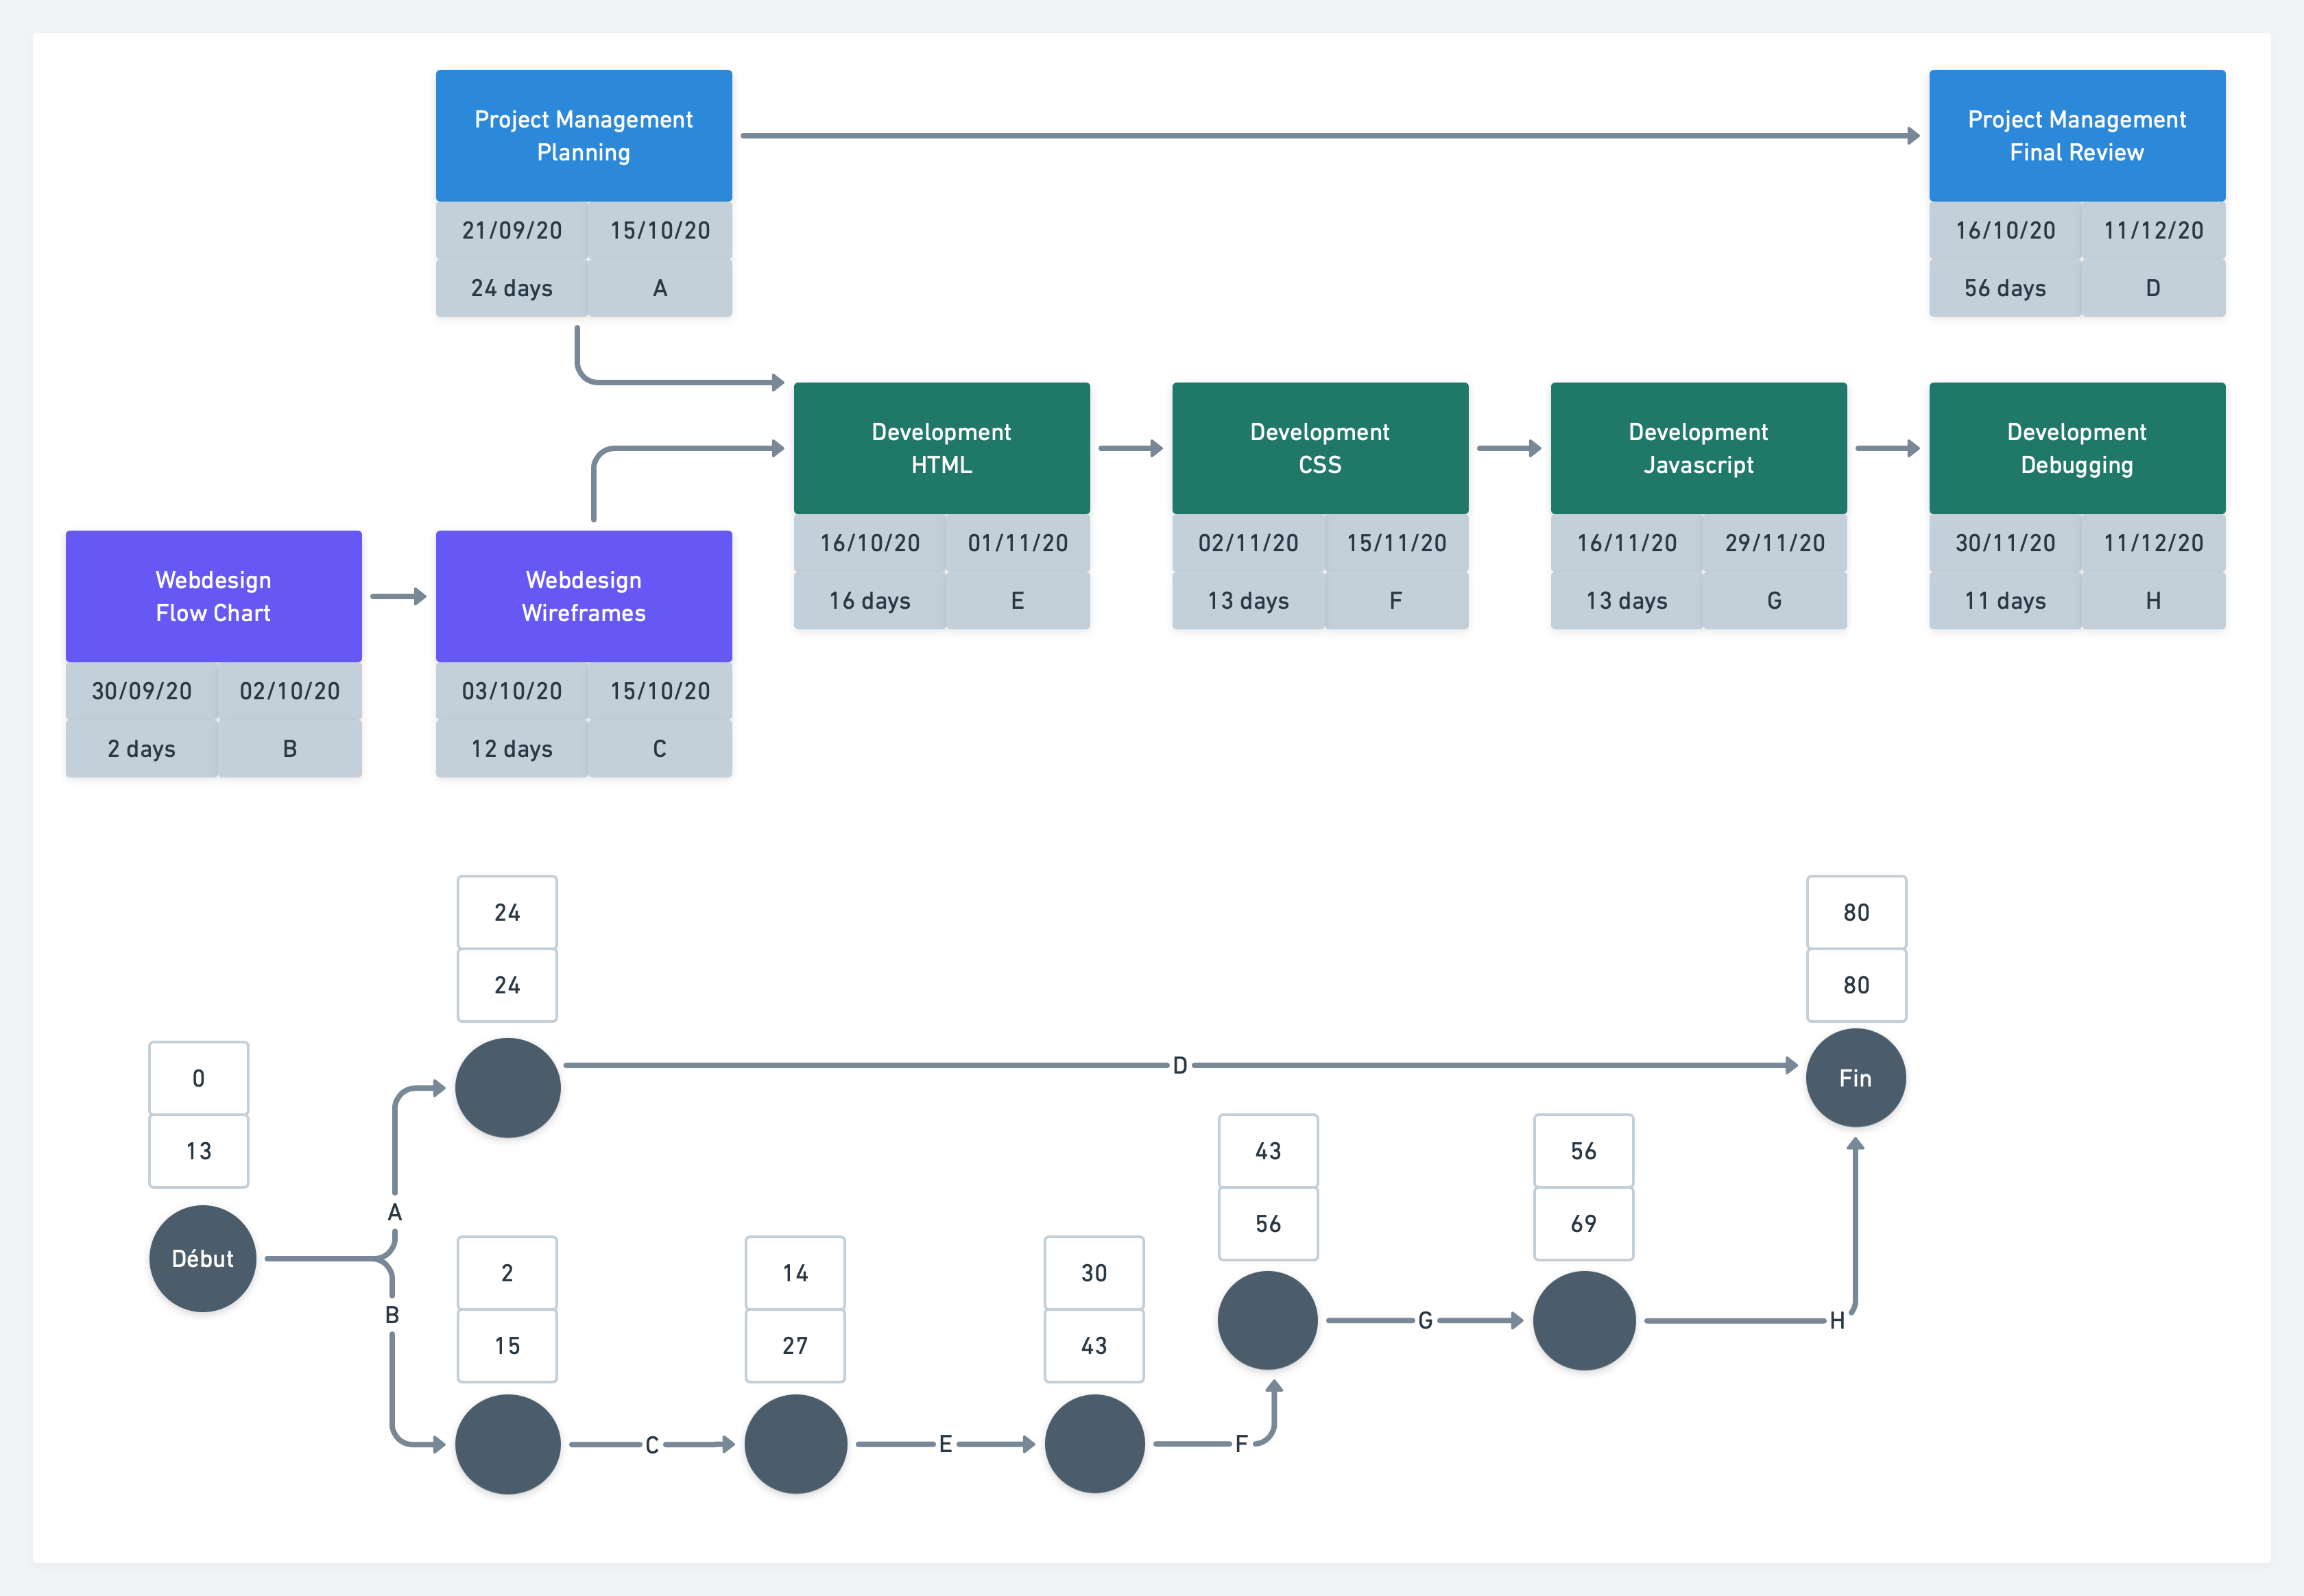 Project Management
Planning
21/09/20 15/10/20
24 days A
Project Management
Final Review
16/10/20 11/12/20
56 days D
Development
HTML
16/10/20 01/11/20
16 days E
Development
CSS
02/11/20 15/11/20
13 days F
Development
Javascript
16/11/20 29/11/20
13 days G
Development
Debugging
30/11/20 11/12/20
11 days H
Webdesign
Flow Chart
30/09/20 02/10/20
2 days B
Webdesign
Wireframes
03/10/20 15/10/20
12 days C
24
24
80
80
D
Fin
0
13
Début
A
B
2
15
C
14
27
E
30
43
F
43
56
G
56
69
H